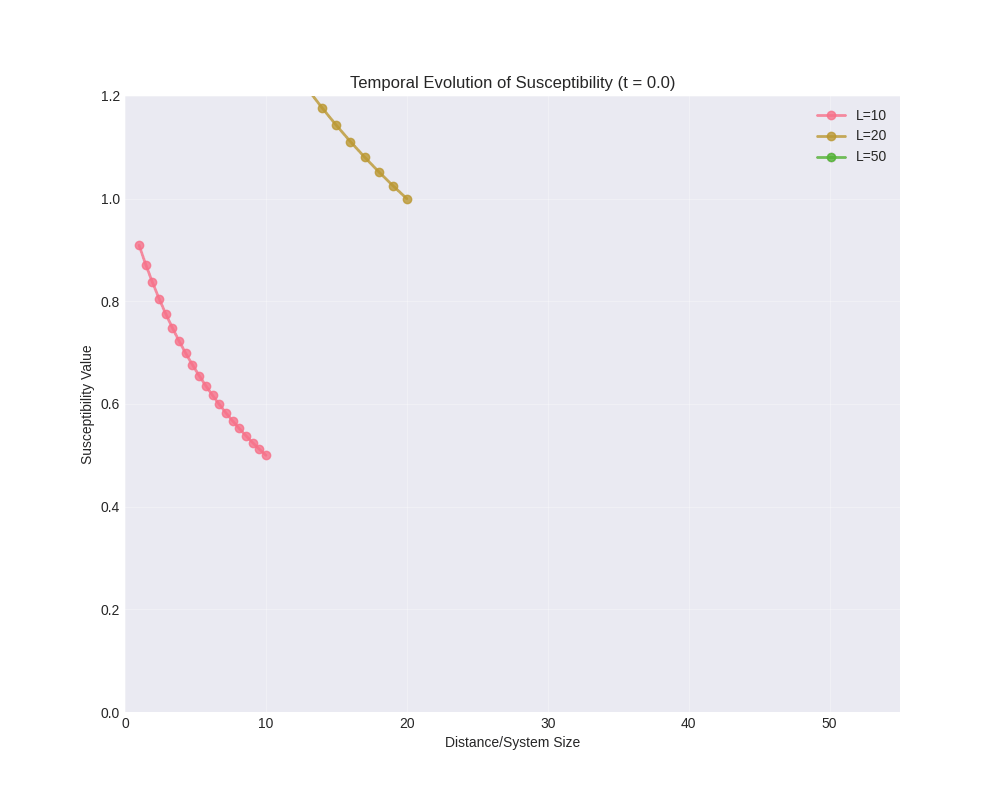 Temporal Evolution of Susceptibility (t = 0.0)
1.2
1.0
0.8
0.6
0.4
0.2
0.0
Susceptibility Value
L=10
L=20
L=50
0 10 20 30 40 50
Distance/System Size